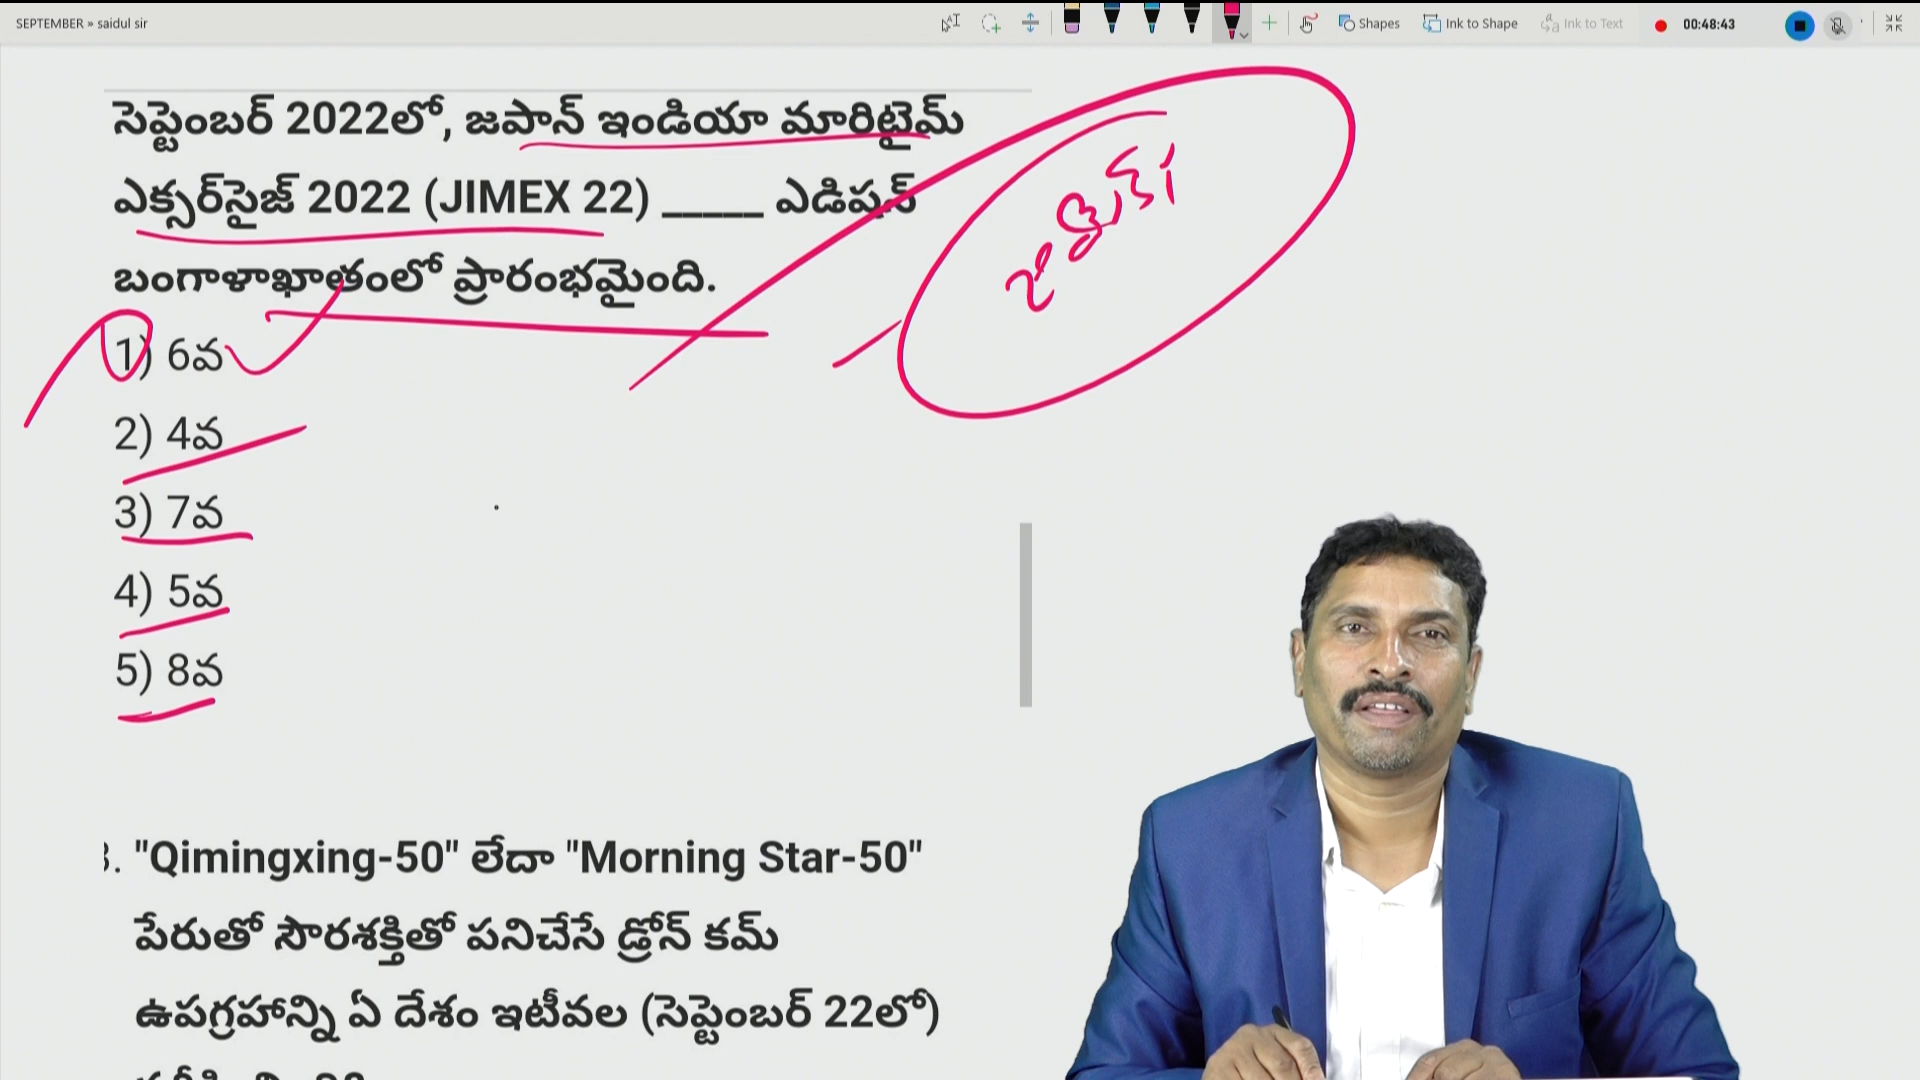 SEPTEMBER » saidul sir
Shapes
Ink to Shape
Ink to Text
00:48:43
సెప్టెంబర్ 2022లో, జపాన్ ఇండియా మారిటైమ్
ఎక్సర్‌సైజ్ 2022 (JIMEX 22) _____ ఎడిషన్
బంగాళాఖాతంలో ప్రారంభమైంది.
1) 6వ
2) 4వ
3) 7వ
4) 5వ
5) 8వ
3. "Qimingxing-50" లేదా "Morning Star-50"
పేరుతో సౌరశక్తితో పనిచేసే డ్రోన్ కమ్
ఉపగ్రహాన్ని ఏ దేశం ఇటీవల (సెప్టెంబర్ 22లో)